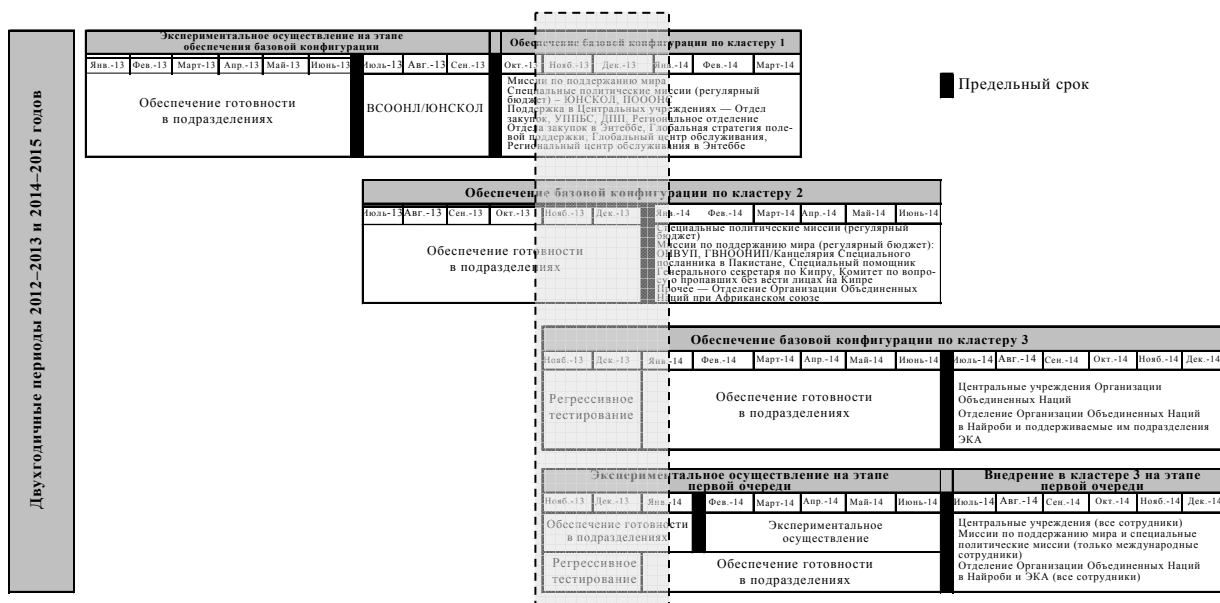 Двухгодичные периоды 2012–2013 и 2014–2015 годов
Экспериментальное осуществление на этапе
обеспечения базовой конфигурации
Обеспечение базовой конфигурации по кластеру 1
Янв.-13 Фев.-13 Март-13 Апр.-13 Май-13 Июнь-13 Июль-13 Авг.-13 Сен.-13 Окт.-13 Нояб.-13 Дек.-13 Янв.-14 Фев.-14 Март-14
Обеспечение готовности
в подразделениях
ВСООНЛ/ЮНСКОЛ
Миссии по поддержанию мира
Специальные политические миссии (регулярный
бюджет) – ЮНСКОЛ, ПООНС
Поддержка в Центральных учреждениях — Отдел
закупок, УППБС, ДПП, Региональное отделение
Отдела закупок в Энтеббе, Глобальная стратегия поле-
вой поддержки, Глобальный центр обслуживания,
Региональный центр обслуживания в Энтеббе
Предельный срок
Обеспечение базовой конфигурации по кластеру 2
Июль-13 Авг.-13 Сен.-13 Окт.-13 Нояб.-13 Дек.-13 Янв.-14 Фев.-14 Март-14 Апр.-14 Май-14 Июнь-14
Обеспечение готовности
в подразделениях
Специальные политические миссии (регулярный
бюджет)
Миссии по поддержанию мира (регулярный бюджет):
ОНВУП, ГВНООНИП/Канцелярия Специального
посланника в Пакистане, Специальный помощник
Генерального секретаря по Кипру, Комитет по вопро-
су о пропавших без вести лицах на Кипре
Прочее — Отделение Организации Объединенных
Наций при Африканском союзе
Обеспечение базовой конфигурации по кластеру 3
Нояб.-13 Дек.-13 Янв.-14 Фев.-14 Март-14 Апр.-14 Май-14 Июнь-14 Июль-14 Авг.-14 Сен.-14 Окт.-14 Нояб.-14 Дек.-14
Регрессивное
тестирование
Обеспечение готовности
в подразделениях
Центральные учреждения Организации
Объединенных Наций
Отделение Организации Объединенных Наций
в Найроби и поддерживаемые им подразделения
ЭКА
Экспериментальное осуществление на этапе
первой очереди
Внедрение в кластере 3 на этапе
первой очереди
Нояб.-13 Дек.-13 Янв.-14 Фев.-14 Март-14 Апр.-14 Май-14 Июнь-14 Июль-14 Авг.-14 Сен.-14 Окт.-14 Нояб.-14 Дек.-14
Обеспечение готовности
в подразделениях
Экспериментальное
осуществление
Регрессивное
тестирование
Обеспечение готовности
в подразделениях
Центральные учреждения (все сотрудники)
Миссии по поддержанию мира и специальные
политические миссии (только международные
сотрудники)
Отделение Организации Объединенных Наций
в Найроби и ЭКА (все сотрудники)